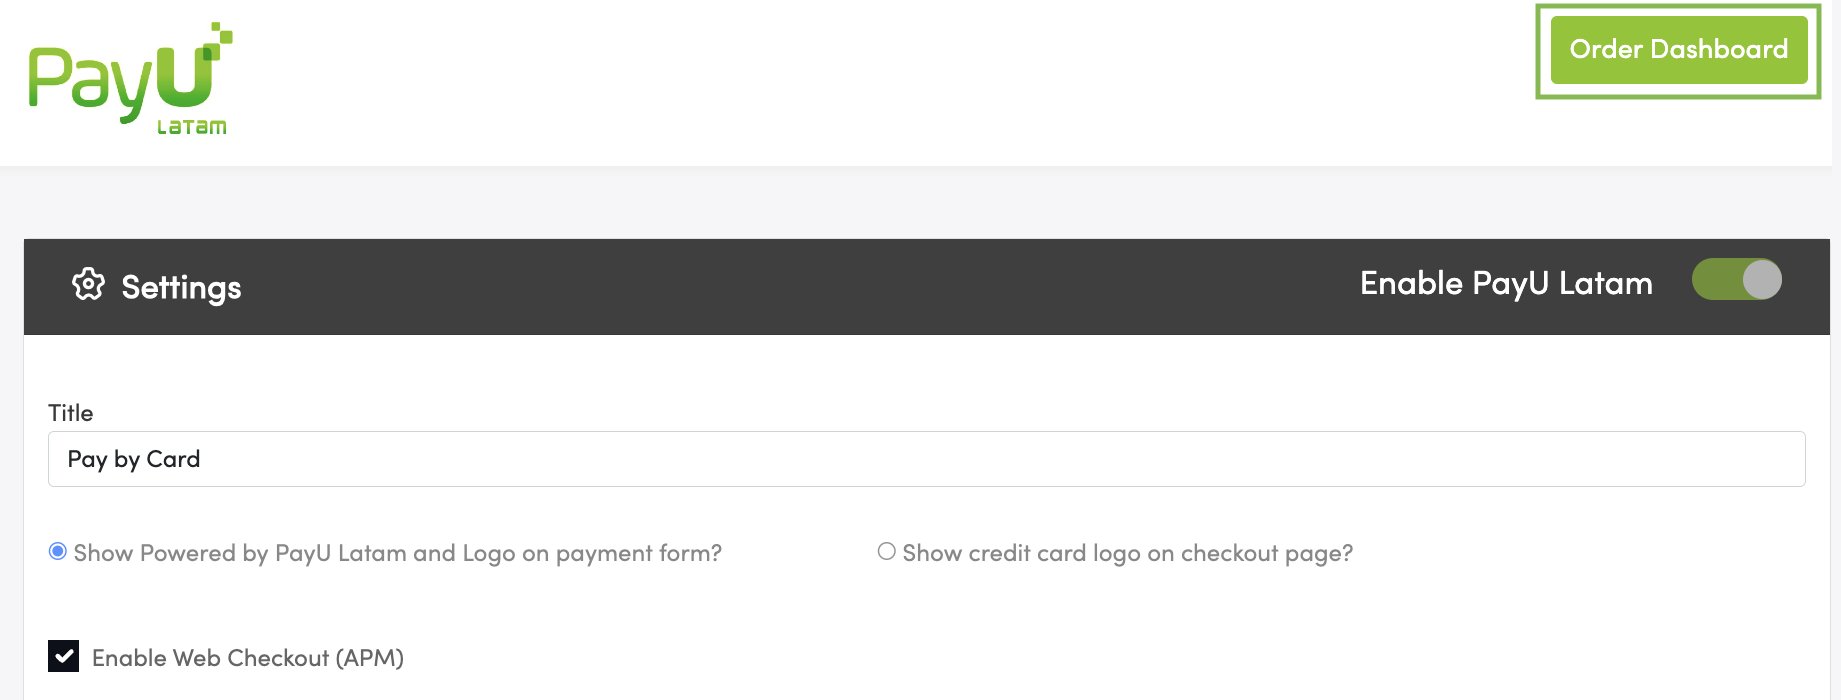 PayU
Latam
Order Dashboard
Settings
Enable PayU Latam
Title
Pay by Card
Show Powered by PayU Latam and Logo on payment form?
Show credit card logo on checkout page?
Enable Web Checkout (APM)